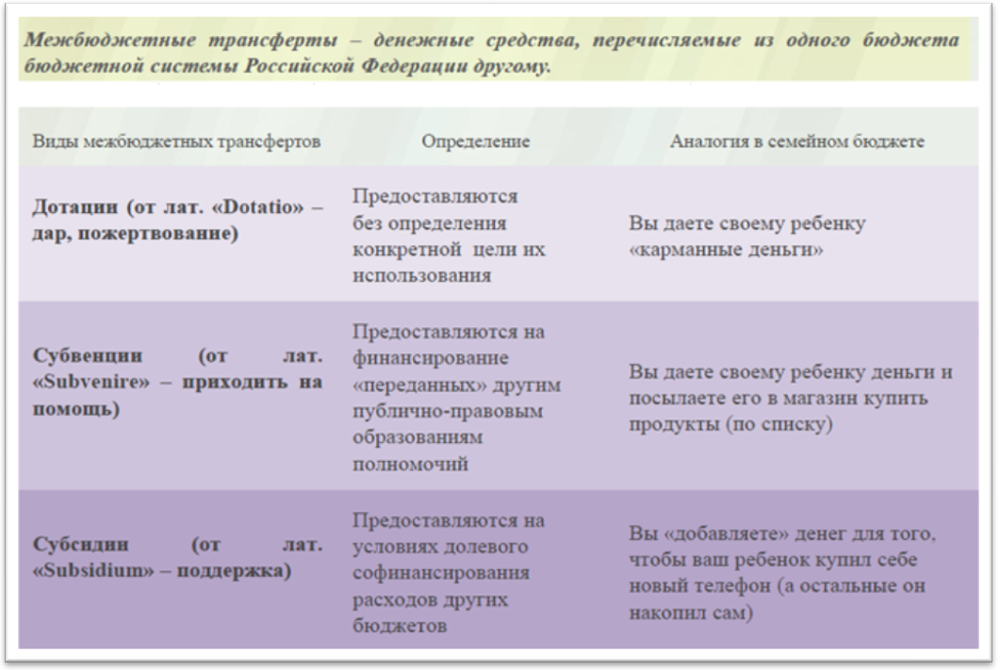 Межбюджетные трансферты – денежные средства, перечисляемые из одного бюджета
бюджетной системы Российской Федерации другому.
Виды межбюджетных трансфертов
Определение
Аналогия в семейном бюджете
Дотации (от лат. «Dotatio» –
дар, пожертвование)
Предоставляются
без определения
конкретной цели их
использования
Вы даете своему ребенку
«карманные деньги»
Субвенции (от лат.
«Subvenire» – приходить на
помощь)
Предоставляются на
финансирование
«переданных» другим
публично-правовым
образованиям
полномочий
Вы даете своему ребенку деньги и
посылаете его в магазин купить
продукты (по списку)
Субсидии (от лат.
«Subsidium» – поддержка)
Предоставляются на
условиях долевого
софинансирования
расходов других
бюджетов
Вы «добавляете» денег для того,
чтобы ваш ребенок купил себе
новый телефон (а остальные он
накопил сам)